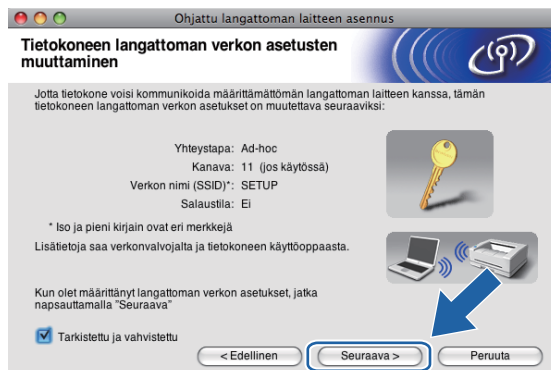 Ohjattu langattoman laitteen asennus
Tietokoneen langattoman verkon asetusten
muuttaminen
Jotta tietokone voisi kommunikoida määrittämättömän langattoman laitteen kanssa, tämän
tietokoneen langattoman verkon asetukset on muutettava seuraaviksi:
Yhteystapa: Ad-hoc
Kanava: 11 (jos käytössä)
Verkon nimi (SSID)*: SETUP
Salaustila: Ei
* Iso ja pieni kirjain ovat eri merkkejä
Lisätietoja saa verkonvalvojalta ja tietokoneen käyttöoppaasta.
Kun olet määrittänyt langattoman verkon asetukset, jatka
napsauttamalla "Seuraava"
Tarkistettu ja vahvistettu
< Edellinen
Seuraava >
Peruuta